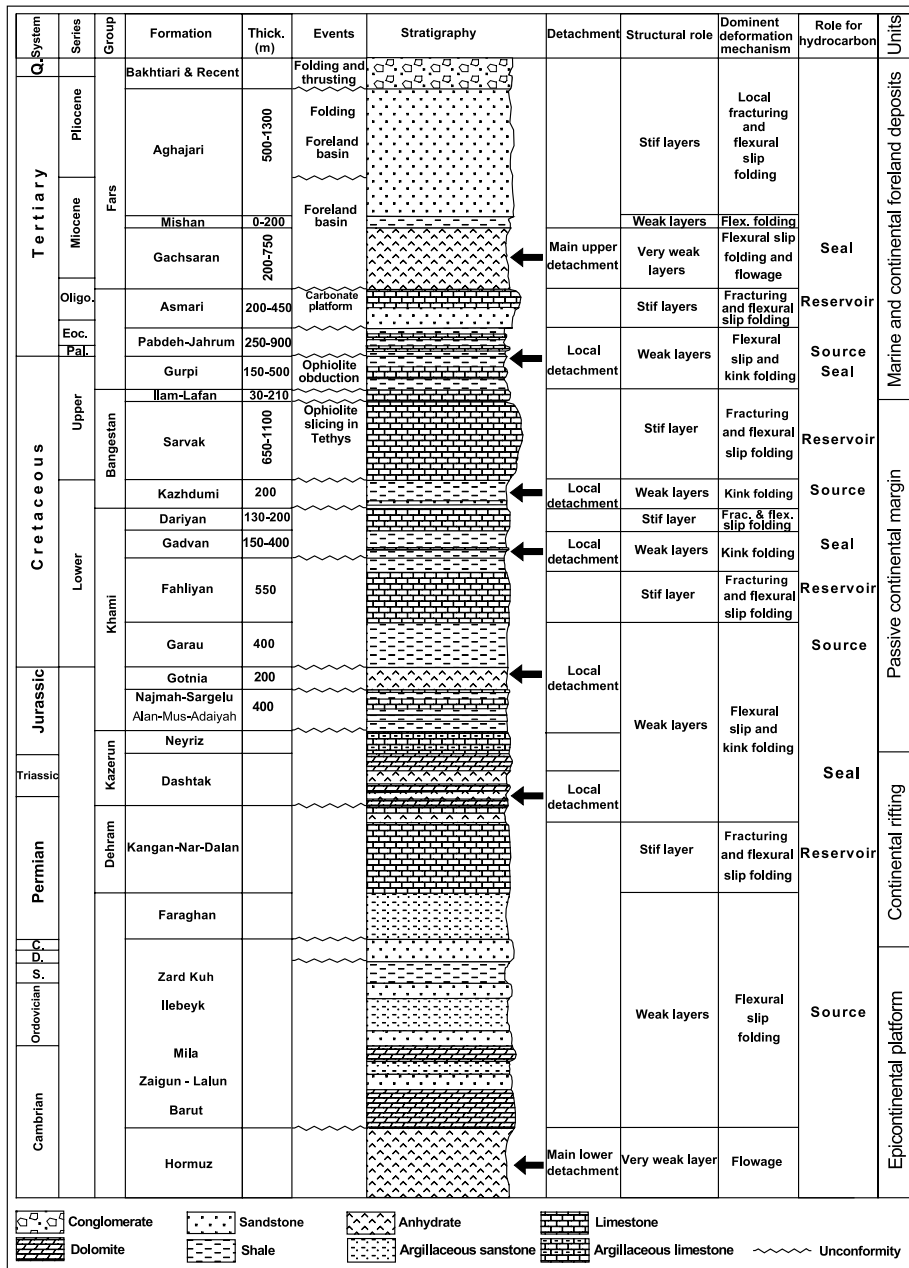 System
Series
Group
Formation
Thick.
(m)
Events
Stratigraphy
Detachment
Structural role
Dominent
deformation
mechanism
Role for
hydrocarbon
Units
Q.
Tertiary
Cretaceous
Jurassic
Triassic
Permian
C.
D.
S.
Ordovician
Cambrian
Pliocene
Miocene
Oligo.
Eoc.
Pal.
Upper
Lower
Fars
Bangestan
Khami
Kazerun
Dehram
Bakhtiari & Recent
Aghajari
Mishan
Gachsaran
Asmari
Pabdeh-Jahrum
Gurpi
Ilam-Lafan
Sarvak
Kazhdumi
Dariyan
Gadvan
Fahliyan
Garau
Gotnia
Najmah-Sargelu
Alan-Mus-Adaiyah
Neyriz
Dashtak
Kangan-Nar-Dalan
Faraghan
Zard Kuh
Ilebeyk
Mila
Zaigun - Lalun
Barut
Hormuz
500-1300
0-200
200-750
200-450
250-900
150-500
30-210
650-1100
200
130-200
150-400
550
400
200
400
Folding and
thrusting
Folding
Foreland
basin
Foreland
basin
Carbonate
platform
Ophiolite
obduction
Ophiolite
slicing in
Tethys
Main upper
detachment
Local
detachment
Local
detachment
Local
detachment
Local
detachment
Local
detachment
Main lower
detachment
Stif layers
Weak layers
Very weak
layers
Stif layers
Weak layers
Stif layer
Weak layers
Stif layer
Weak layers
Stif layer
Weak layers
Stif layer
Weak layers
Very weak layer
Local
fracturing
and
flexural
slip
folding
Flex. folding
Flexural slip
folding and
flowage
Fracturing
and flexural
slip folding
Flexural
slip and
kink folding
Fracturing
and flexural
slip folding
Kink folding
Frac. & flex.
slip folding
Kink folding
Fracturing
and flexural
slip folding
Flexural
slip and
kink folding
Fracturing
and flexural
slip folding
Flexural
slip
folding
Flowage
Seal
Reservoir
Source
Seal
Reservoir
Source
Seal
Reservoir
Source
Seal
Reservoir
Source
Marine and continental foreland deposits
Passive continental margin
Continental rifting
Epicontinental platform
Conglomerate
Sandstone
Anhydrate
Limestone
Dolomite
Shale
Argillaceous sanstone
Argillaceous limestone
Unconformity